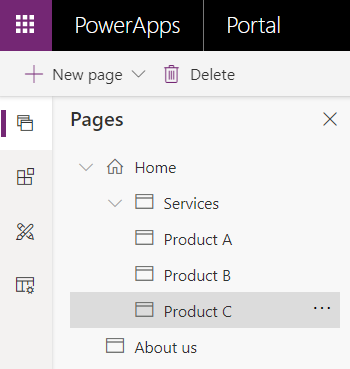 PowerApps Portal
New page Delete
Pages
Home
Services
Product A
Product B
Product C
About us